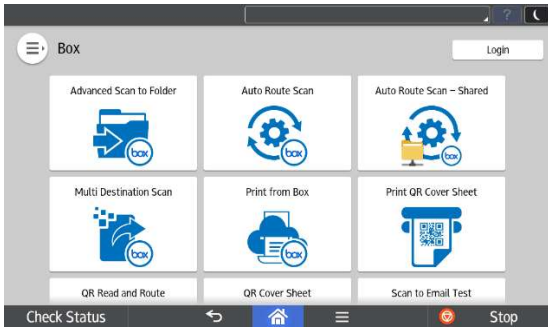 ?
Box
Login
Advanced Scan to Folder
Auto Route Scan
Auto Route Scan – Shared
box
box
box
Multi Destination Scan
Print from Box
Print QR Cover Sheet
box
box
QR Read and Route
QR Cover Sheet
Scan to Email Test
Check Status
Stop